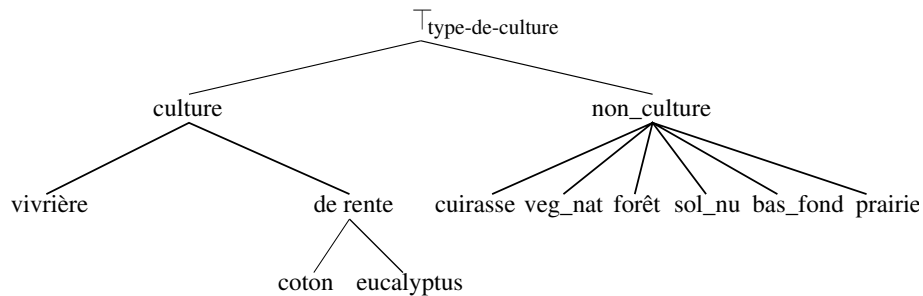 ⊤type-de-culture
culture non_culture
vivrière de rente cuirasse veg_nat forêt sol_nu bas_fond prairie
coton eucalyptus